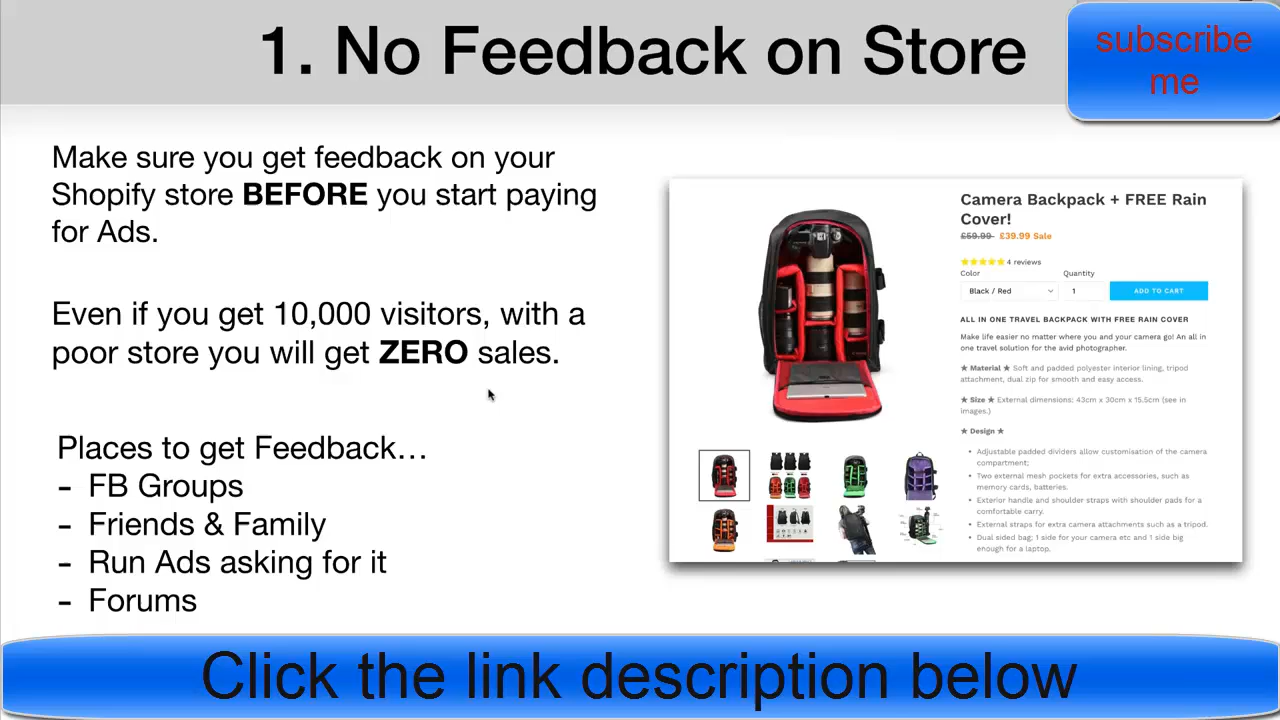 1. No Feedback on Store
subscribe
me
Make sure you get feedback on your
Shopify store BEFORE you start paying
for Ads.
Even if you get 10,000 visitors, with a
poor store you will get ZERO sales.
Places to get Feedback...
- FB Groups
- Friends & Family
- Run Ads asking for it
- Forums
Camera Backpack + FREE Rain
Cover!
£59.99 £39.99 Sale
★★★★★ 4 reviews
Color Quantity
Black / Red 1 ADD TO CART
ALL IN ONE TRAVEL BACKPACK WITH FREE RAIN COVER
Make life easier no matter where you and your camera go! An all in
one travel solution for the avid photographer.
★ Material ★ Soft and padded polyester interior lining, tripod
attachment, dual zip for smooth and easy access.
★ Size ★ External dimensions: 43cm x 30cm x 15.5cm (see in
images.)
★ Design ★
• Adjustable padded dividers allow customisation of the camera
compartment;
• Two external mesh pockets for extra accessories, such as
memory cards, batteries.
• Exterior handle and shoulder straps with shoulder pads for a
comfortable carry.
• External straps for extra camera attachments such as a tripod.
• Dual sided bag: 1 side for your camera etc and 1 side big
enough for a laptop.
Click the link description below